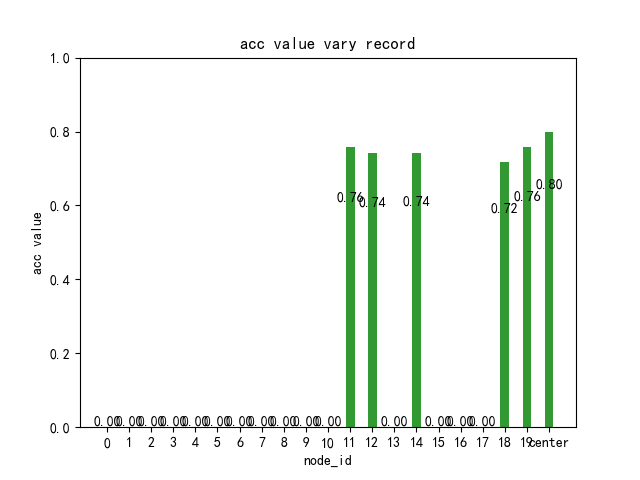 acc value vary record
1.0
0.8
0.6
0.4
0.2
0.0
acc value
0.00 0.00 0.00 0.00 0.00 0.00 0.00 0.00 0.00 0.00 0.00 0.76 0.74 0.00 0.74 0.00 0.00 0.00 0.72 0.76 0.80
0 1 2 3 4 5 6 7 8 9 10 11 12 13 14 15 16 17 18 19 center
node_id